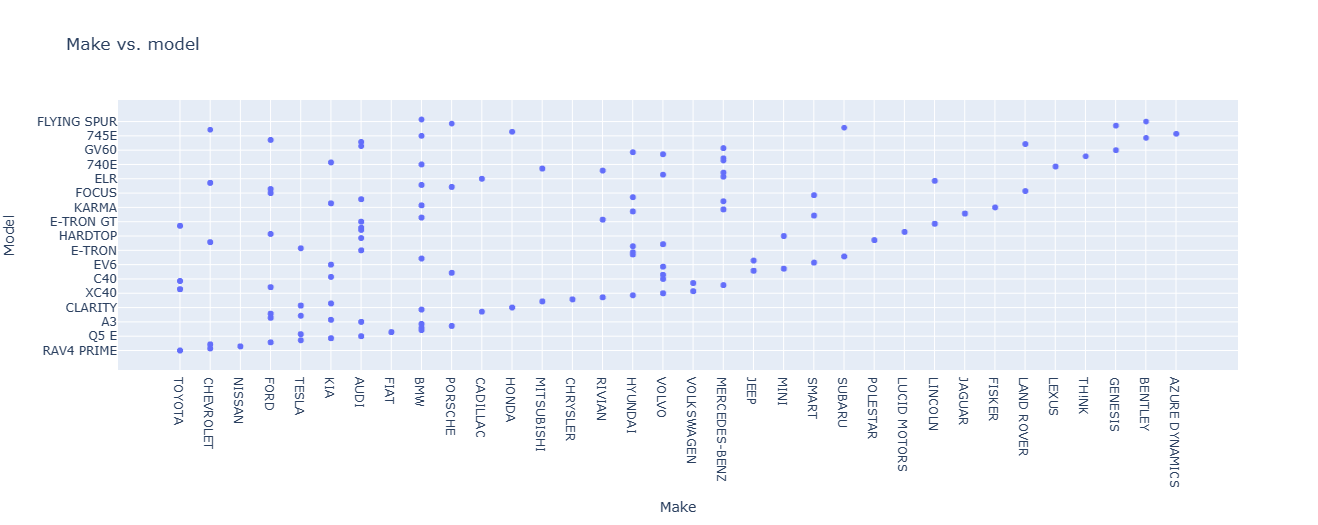 Make vs. model
FLYING SPUR
745E
GV60
740E
ELR
FOCUS
KARMA
E-TRON GT
HARDTOP
E-TRON
EV6
C40
XC40
CLARITY
A3
Q5 E
RAV4 PRIME
Model
TOYOTA
CHEVROLET
NISSAN
FORD
TESLA
KIA
AUDI
FIAT
BMW
PORSCHE
CADILLAC
HONDA
MITSUBISHI
CHRYSLER
RIVIAN
HYUNDAI
VOLVO
VOLKSWAGEN
MERCEDES-BENZ
JEEP
MINI
SMART
SUBARU
POLESTAR
LUCID MOTORS
LINCOLN
JAGUAR
FISKER
LAND ROVER
LEXUS
TH!NK
GENESIS
BENTLEY
AZURE DYNAMICS
Make